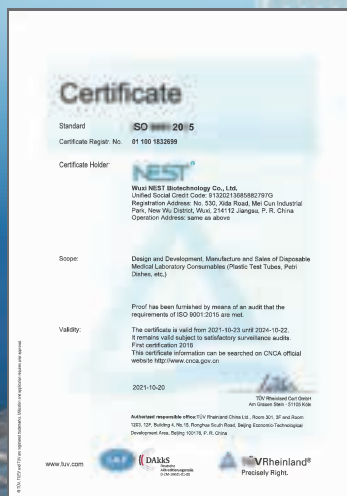 Certificate
Standard ISO 20 5
Certificate Registr. No. 01 100 1832699
Certificate Holder: NEST®
Wuxi NEST Biotechnology Co., Ltd.
Unified Social Credit Code: 91320213685882797G
Registration Address: No. 530, Xida Road, Mei Cun Industrial
Park, New Wu District, Wuxi, 214112 Jiangsu, P. R. China
Operation Address: same as above
Scope: Design and Development, Manufacture and Sales of Disposable
Medical Laboratory Consumables (Plastic Test Tubes, Petri
Dishes, etc.)
Proof has been furnished by means of an audit that the
requirements of ISO 9001:2015 are met.
Validity: The certificate is valid from 2021-10-23 until 2024-10-22.
It remains valid subject to satisfactory surveillance audits.
First certification 2018
This certificate information can be searched on CNCA official
website http://www.cnca.gov.cn
2021-10-20
TÜV Rheinland Cert GmbH
Am Grauen Stein · 51105 Köln
Authorized responsible office: TÜV Rheinland China Ltd., Room 301, 3F and Room
1203, 12F, Building 4, No.15, Ronghua South Road, Beijing Economic-Technological
Development Area, Beijing 100176, P. R. China
www.tuv.com
IAF
DAkkS
Deutsche
Akkreditierungsstelle
VRheinland®
Precisely Right.